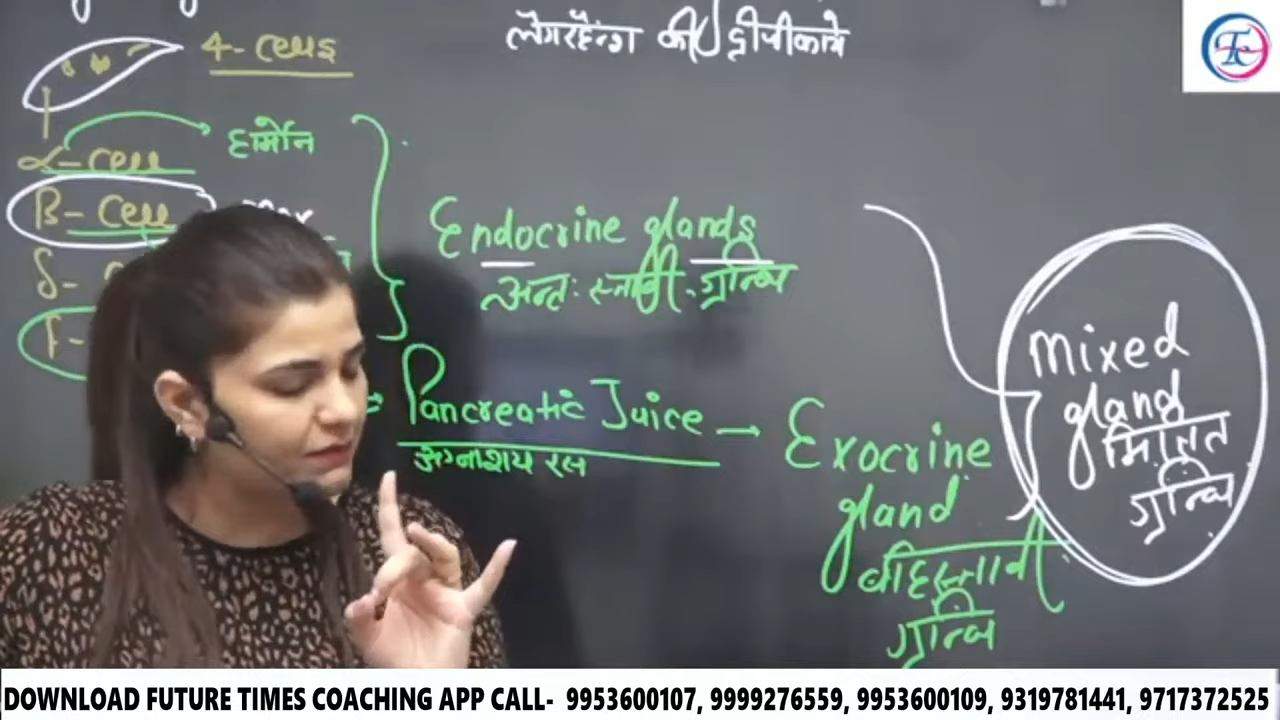 लैंगरहैन्स की द्वीपीकाये
4-cells
α-cell
हार्मोन
B-cell
δ-
F-
Endocrine glands
अन्तः स्त्रावी ग्रन्थि
Pancreatic Juice → Exocrine gland
अग्नाशय रस
बहिस्त्रावी ग्रन्थि
Mixed gland
मिश्रित ग्रन्थि
Tc
DOWNLOAD FUTURE TIMES COACHING APP CALL- 9953600107, 9999276559, 9953600109, 9319781441, 9717372525